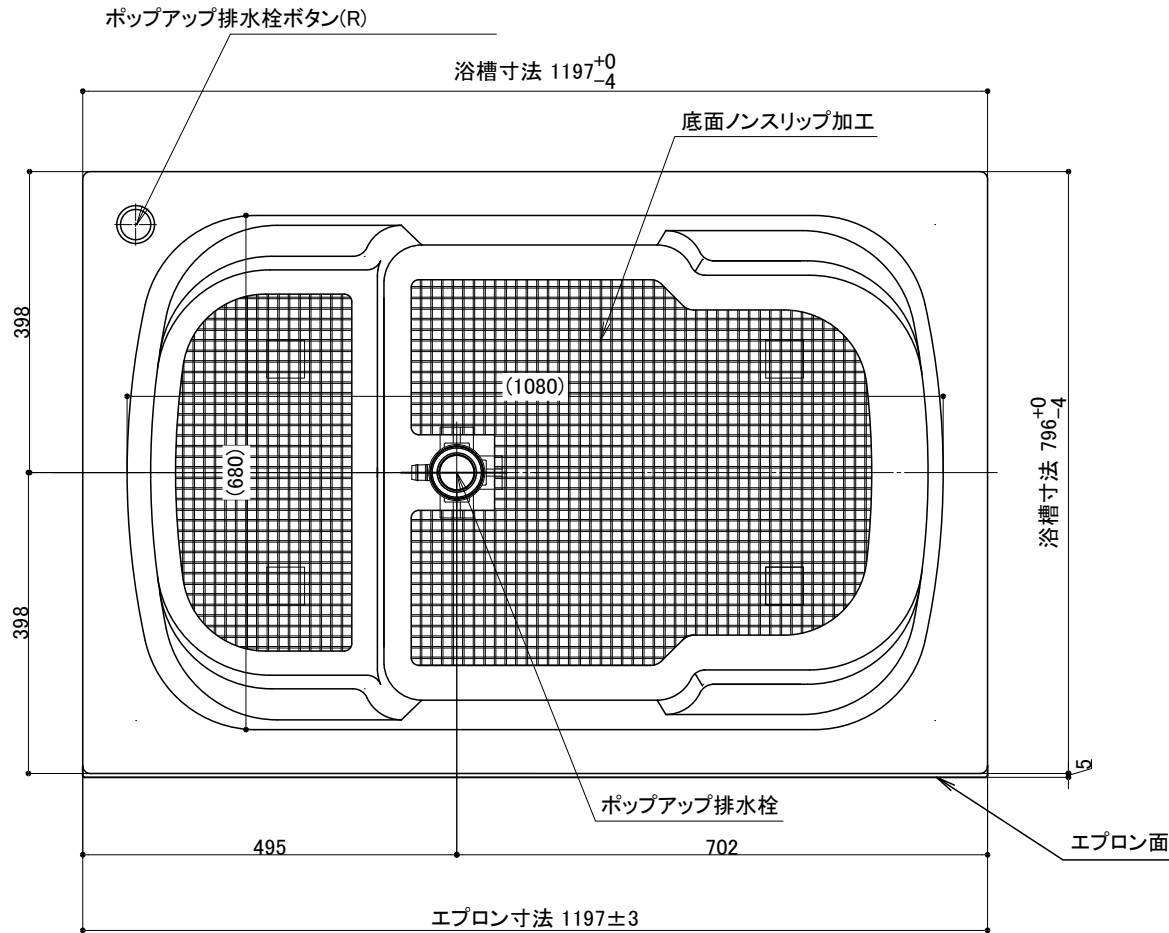 ポップアップ排水栓ボタン(R)
浴槽寸法 1197 +0 -4
底面ノンスリップ加工
398
(1080)
(680)
浴槽寸法 796 +0 -4
398
5
ポップアップ排水栓
495
702
エプロン面
エプロン寸法 1197±3